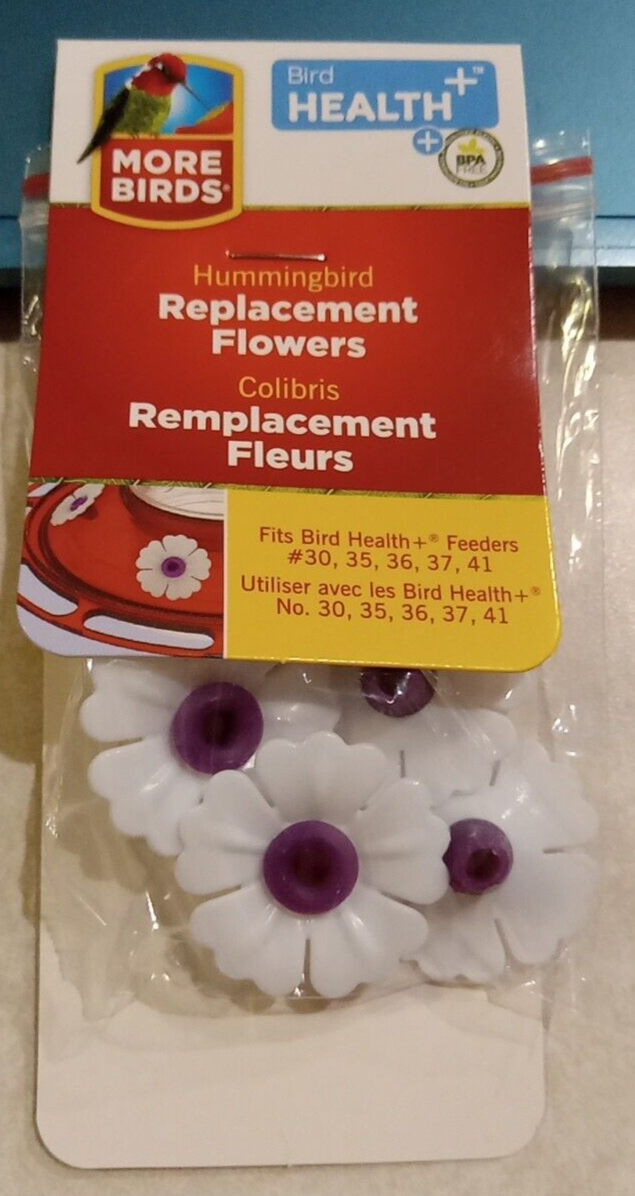 Bird
HEALTH+™
+
BPA
FREE
MORE
BIRDS®
Hummingbird
Replacement
Flowers
Colibris
Remplacement
Fleurs
Fits Bird Health+® Feeders
#30, 35, 36, 37, 41
Utiliser avec les Bird Health+®
No. 30, 35, 36, 37, 41